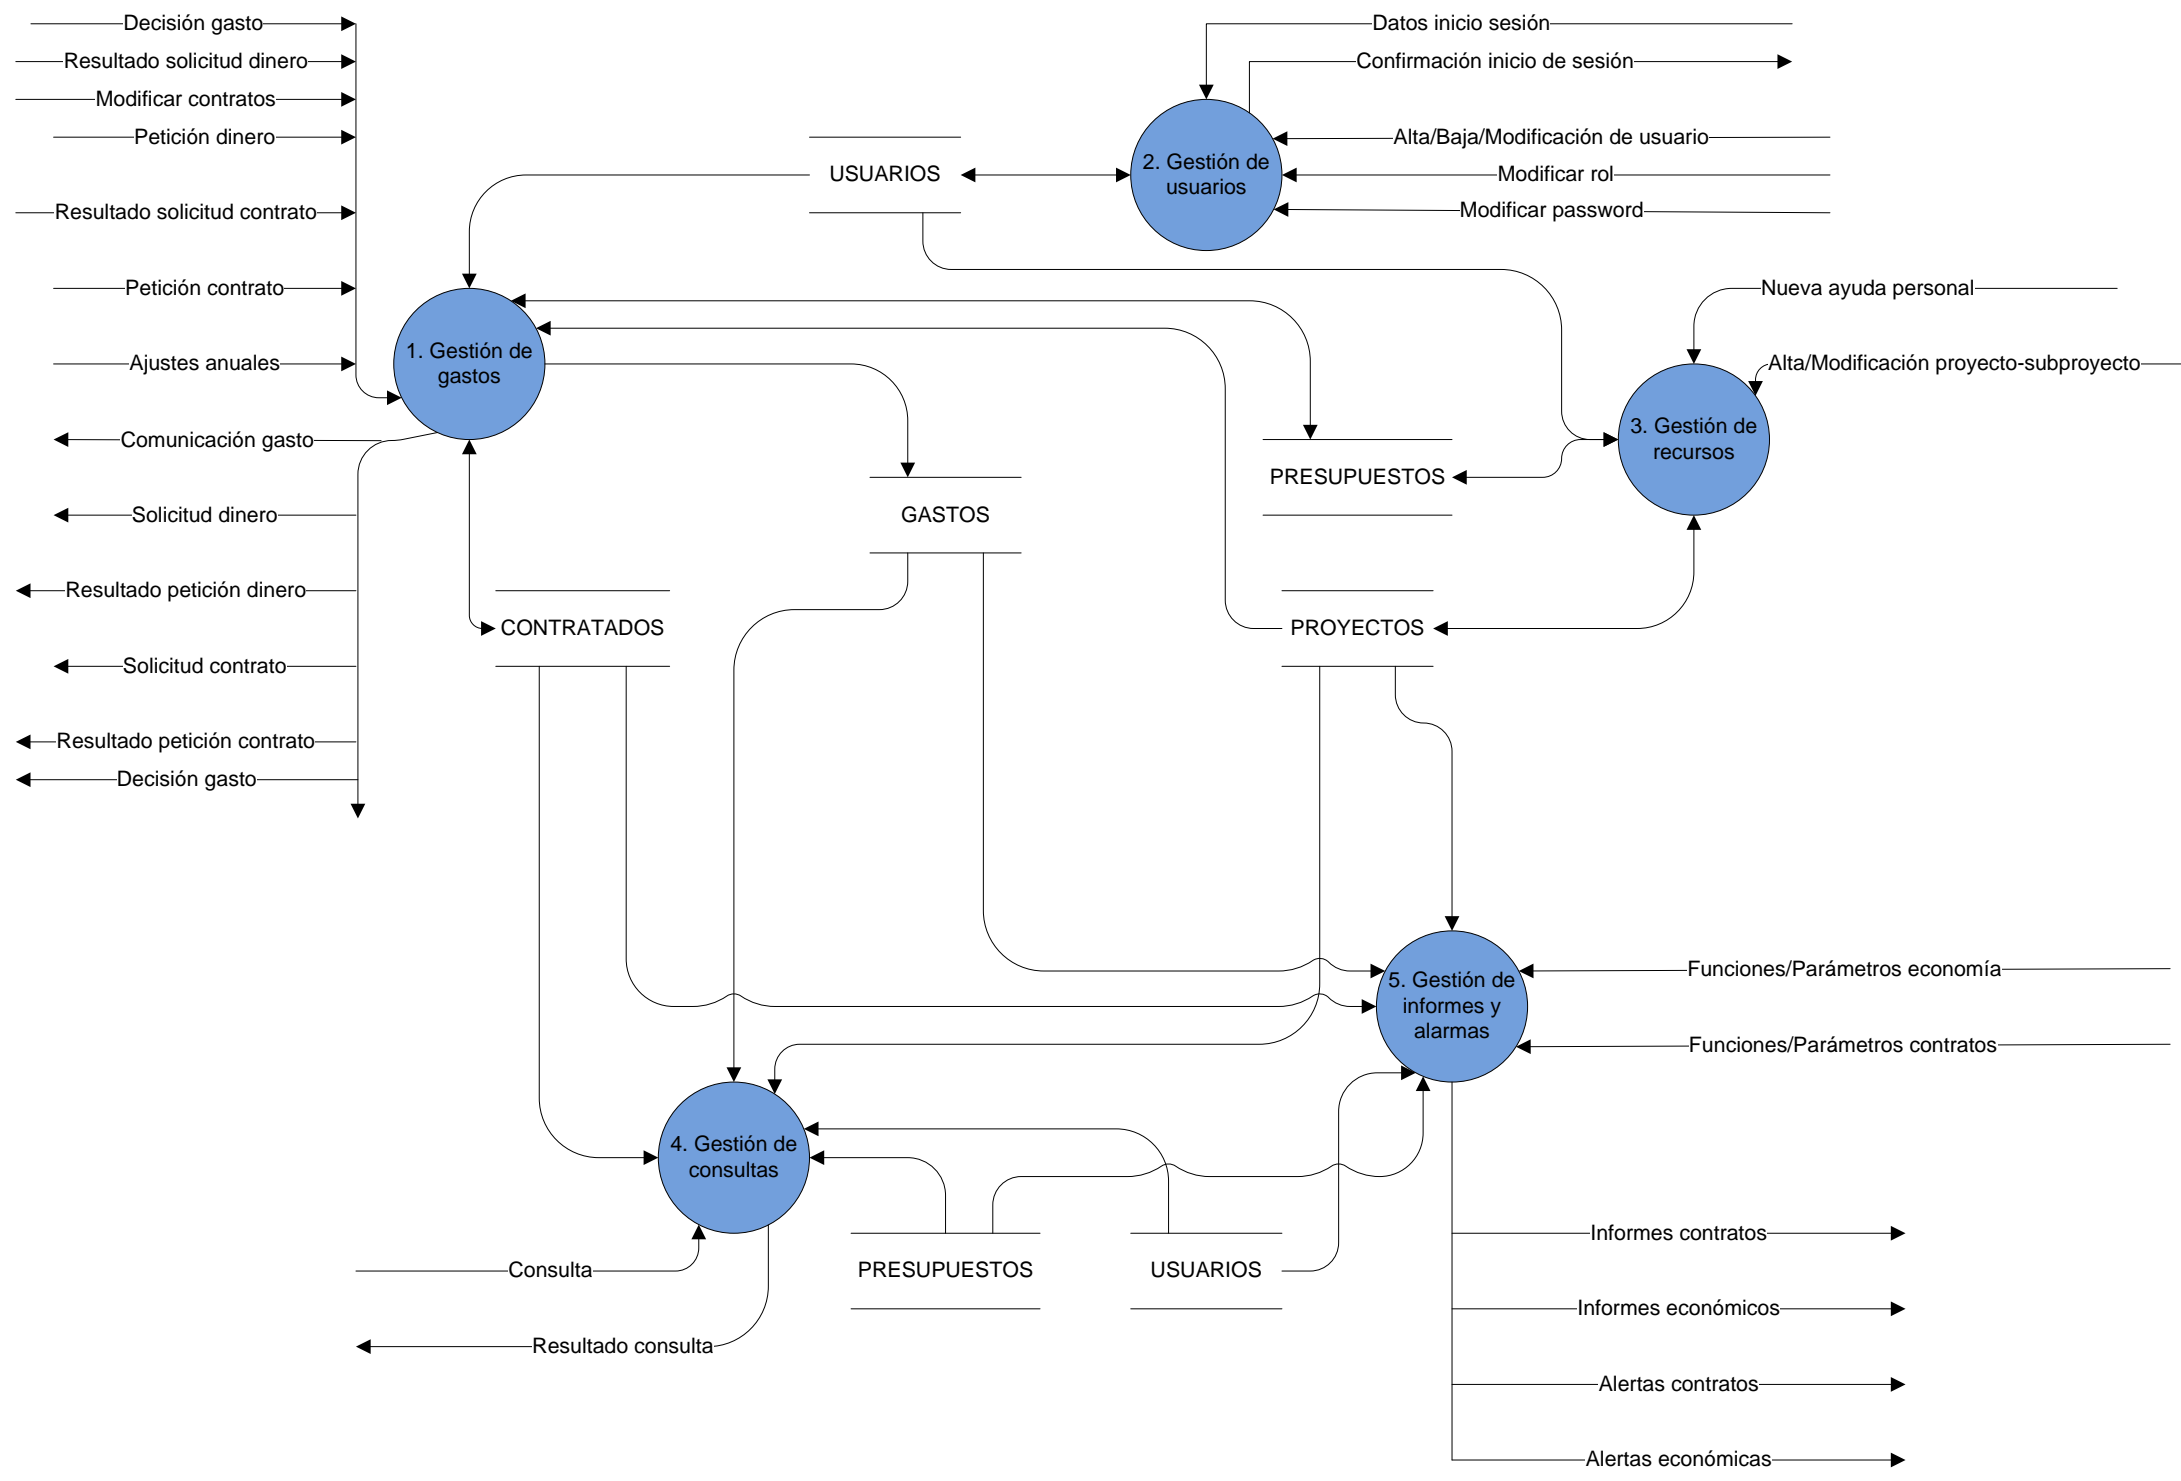 Decisión gasto
Resultado solicitud dinero
Modificar contratos
Petición dinero
Resultado solicitud contrato
Petición contrato
Ajustes anuales
Comunicación gasto
Solicitud dinero
Resultado petición dinero
Solicitud contrato
Resultado petición contrato
Decisión gasto
1. Gestión de
gastos
USUARIOS
Datos inicio sesión
Confirmación inicio de sesión
2. Gestión de
usuarios
Alta/Baja/Modificación de usuario
Modificar rol
Modificar password
Nueva ayuda personal
Alta/Modificación proyecto-subproyecto
3. Gestión de
recursos
PRESUPUESTOS
GASTOS
CONTRATADOS
PROYECTOS
5. Gestión de
informes y
alarmas
Funciones/Parámetros economía
Funciones/Parámetros contratos
4. Gestión de
consultas
Consulta
Resultado consulta
PRESUPUESTOS
USUARIOS
Informes contratos
Informes económicos
Alertas contratos
Alertas económicas